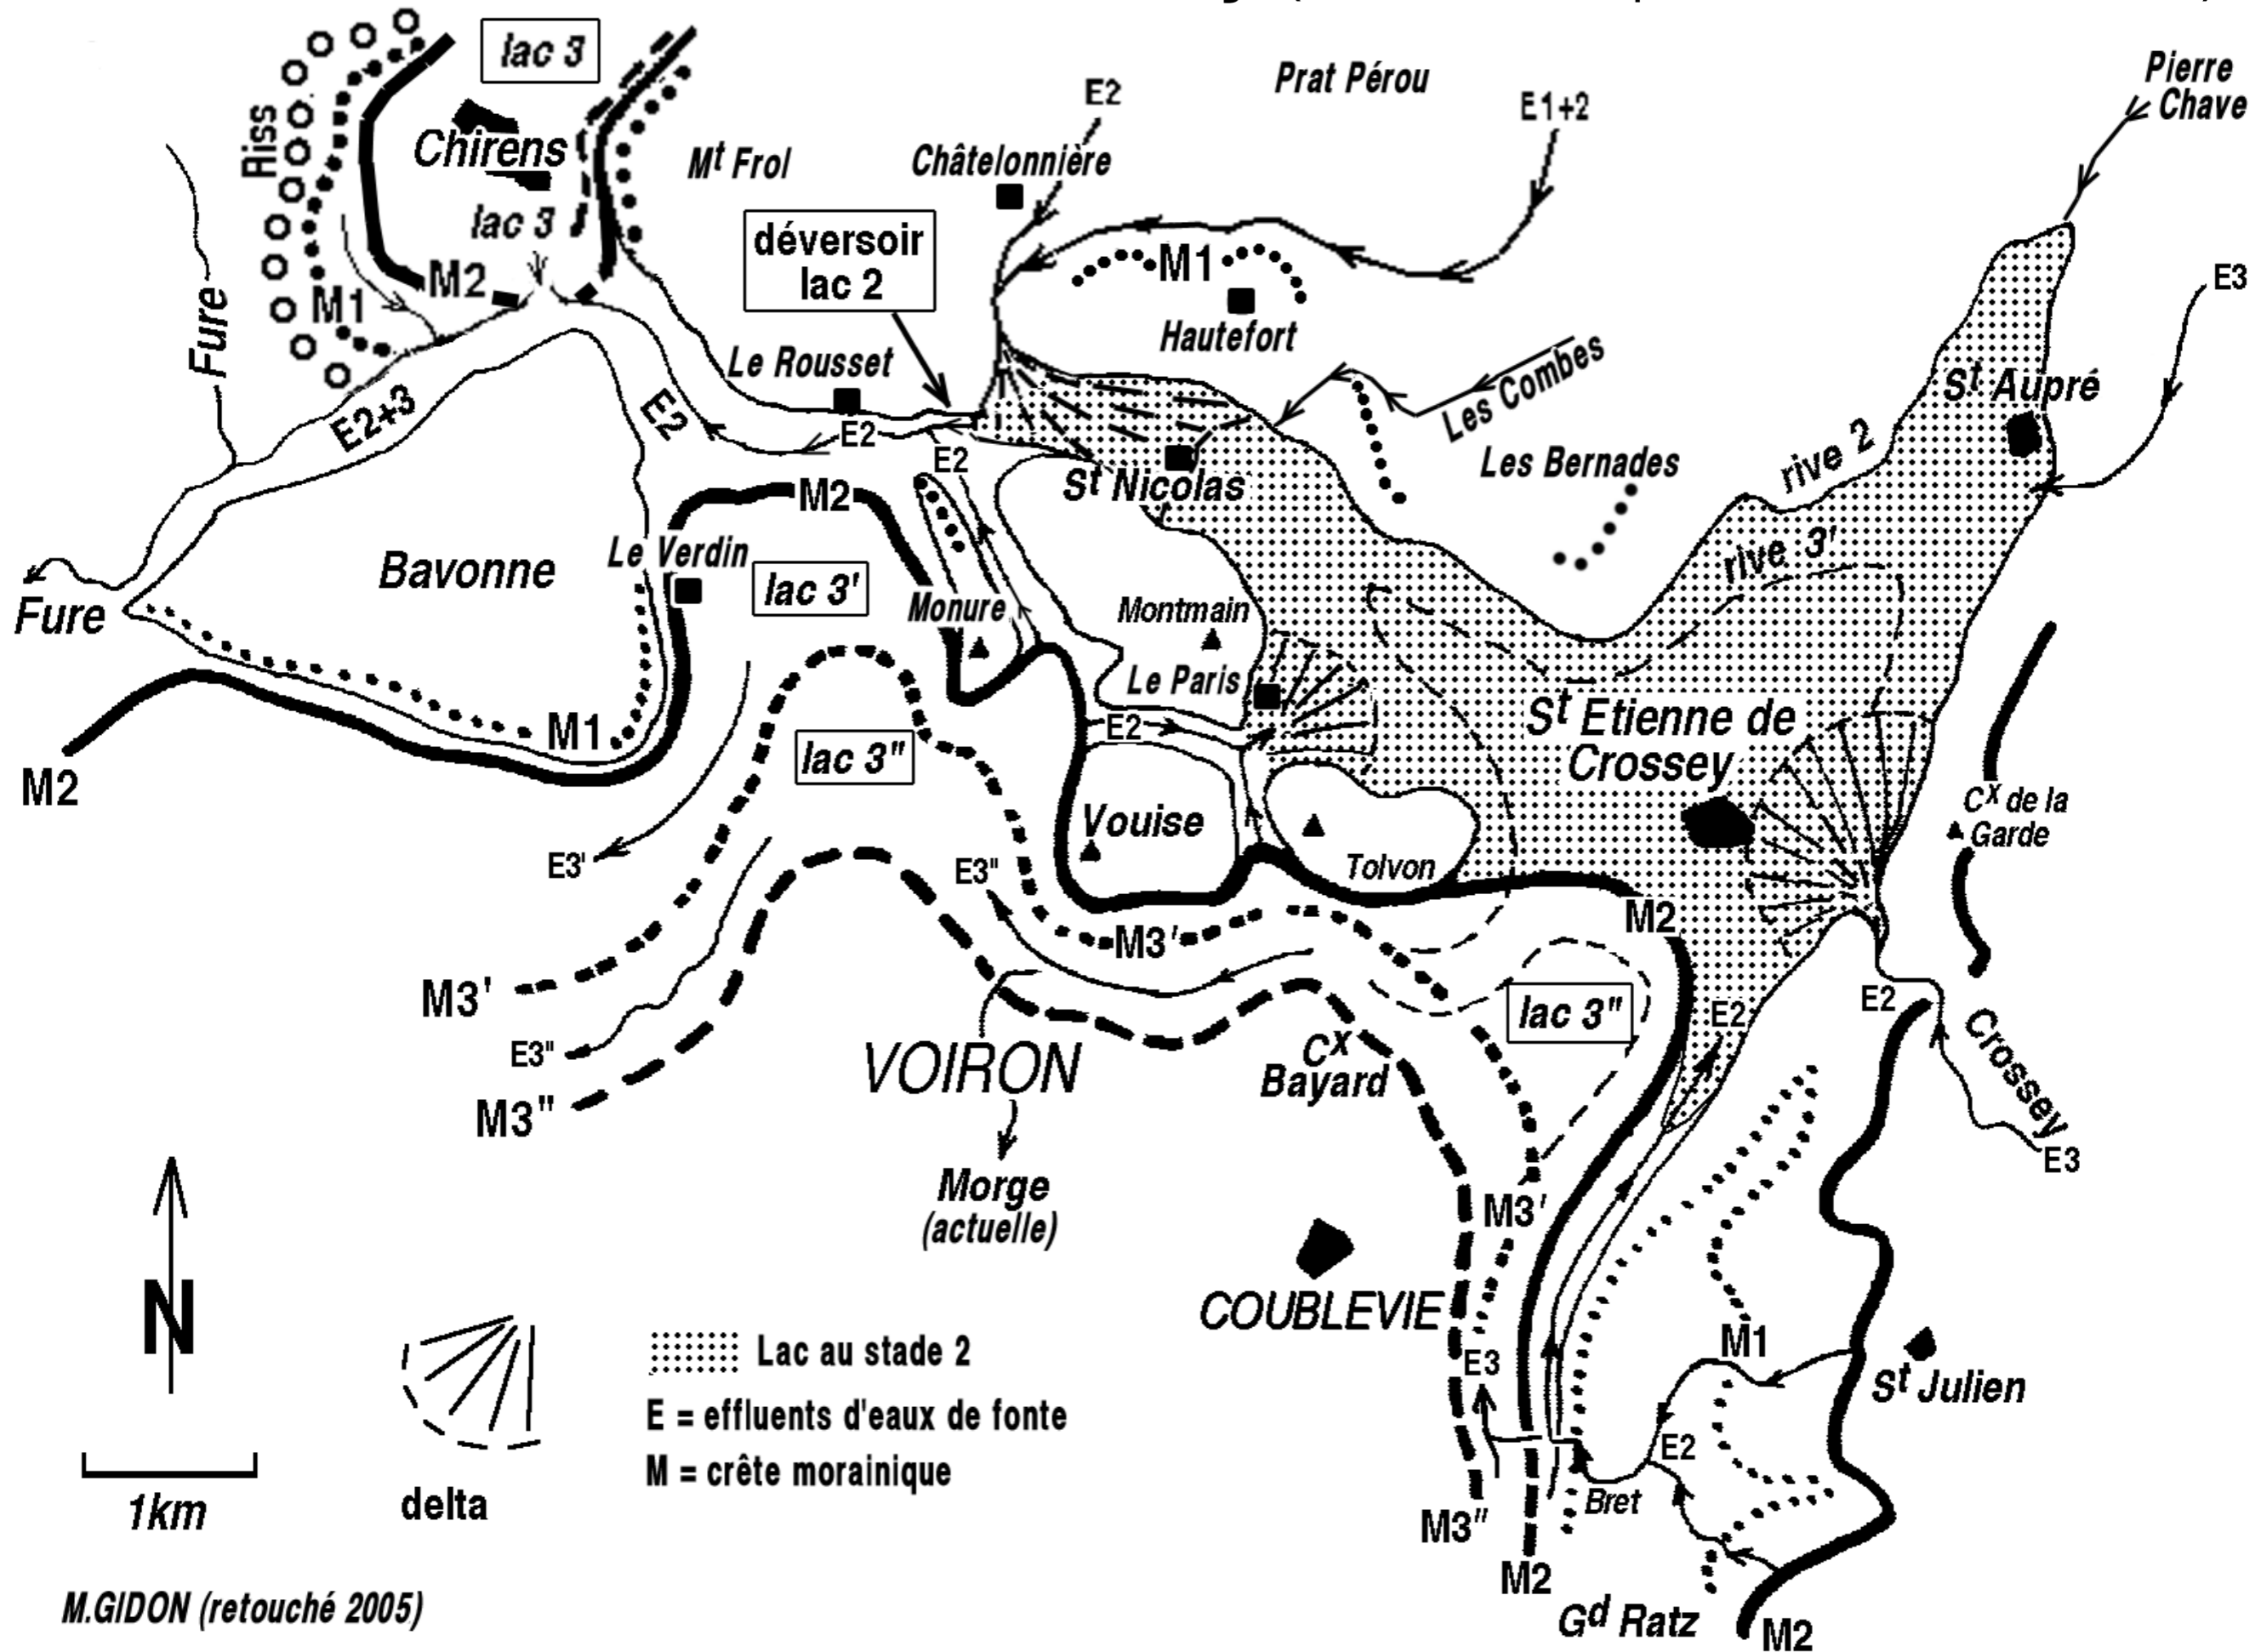 lac 3
Pierre
Chave
Prat Pérou
E2
E1+2
Riss
Chirens
Mt Frol
Châtelonnière
lac 3
déversoir
lac 2
M1
M2
M1
E3
Hautefort
Fure
Le Rousset
Les Combes
St Aupré
E2+3
E2
E2
E2
St Nicolas
Les Bernades
rive 2
M2
rive 3'
Bavonne
Le Verdin
lac 3'
Monure
Montmain
Fure
Le Paris
M1
E2
St Etienne de
Crossey
lac 3"
M2
Vouise
Cx de la
Garde
E3'
E3"
Tolvon
M2
M3'
M3'
lac 3"
E2
E2
Crossey
E3"
VOIRON
Cx
Bayard
M3"
E3
Morge
(actuelle)
M3'
N
COUBLEVIE
M1
Lac au stade 2
E3
St Julien
E = effluents d'eaux de fonte
E2
M = crête morainique
1km
delta
Bret
M3"
M2
M.GIDON (retouché 2005)
Gd Ratz
M2